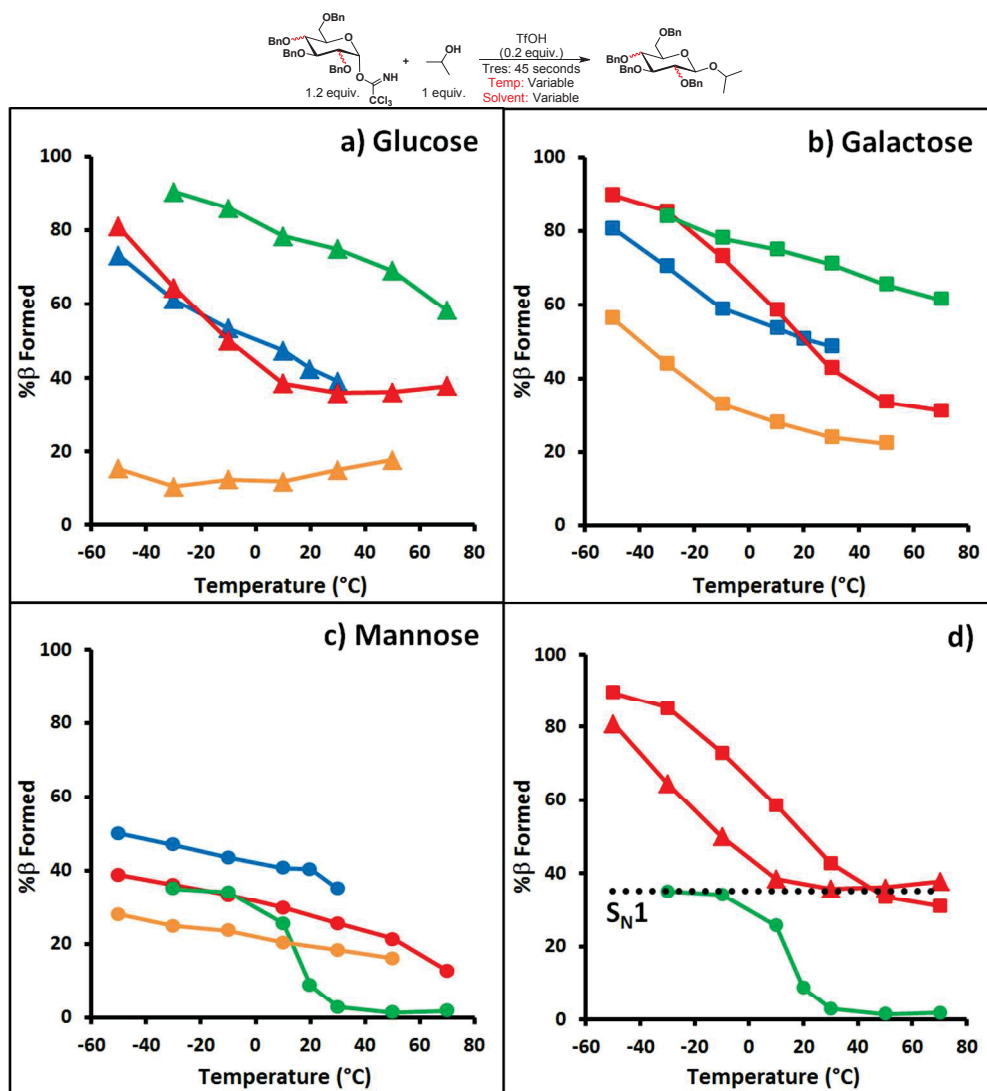 OBn
BnO
BnO
OBn
O
O
NH
CCl3
1.2 equiv.
+
OH
1 equiv.
TfOH
(0.2 equiv.)
Tres: 45 seconds
Temp: Variable
Solvent: Variable
OBn
BnO
BnO
OBn
O
O
a) Glucose
%β Formed
100
80
60
40
20
0
-60 -40 -20 0 20 40 60 80
Temperature (°C)
b) Galactose
%β Formed
100
80
60
40
20
0
-60 -40 -20 0 20 40 60 80
Temperature (°C)
c) Mannose
%β Formed
100
80
60
40
20
0
-60 -40 -20 0 20 40 60 80
Temperature (°C)
d)
%β Formed
100
80
60
40
20
0
SN1
-60 -40 -20 0 20 40 60 80
Temperature (°C)